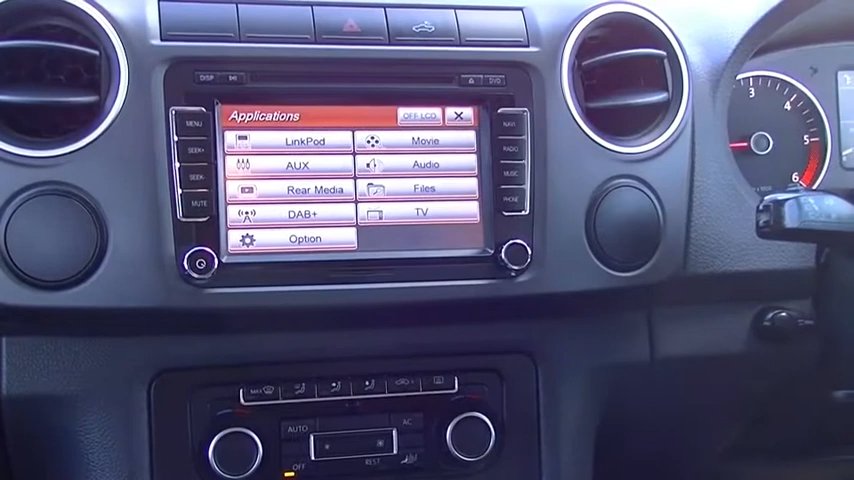 DISP
DVD
Applications
OFF LCD
MENU
SEEK+
SEEK-
MUTE
LinkPod
Movie
AUX
Audio
Rear Media
Files
DAB+
TV
Option
NAVI
RADIO
MUSIC
PHONE
3
4
5
6
MAX
AUTO
AC
OFF
REST